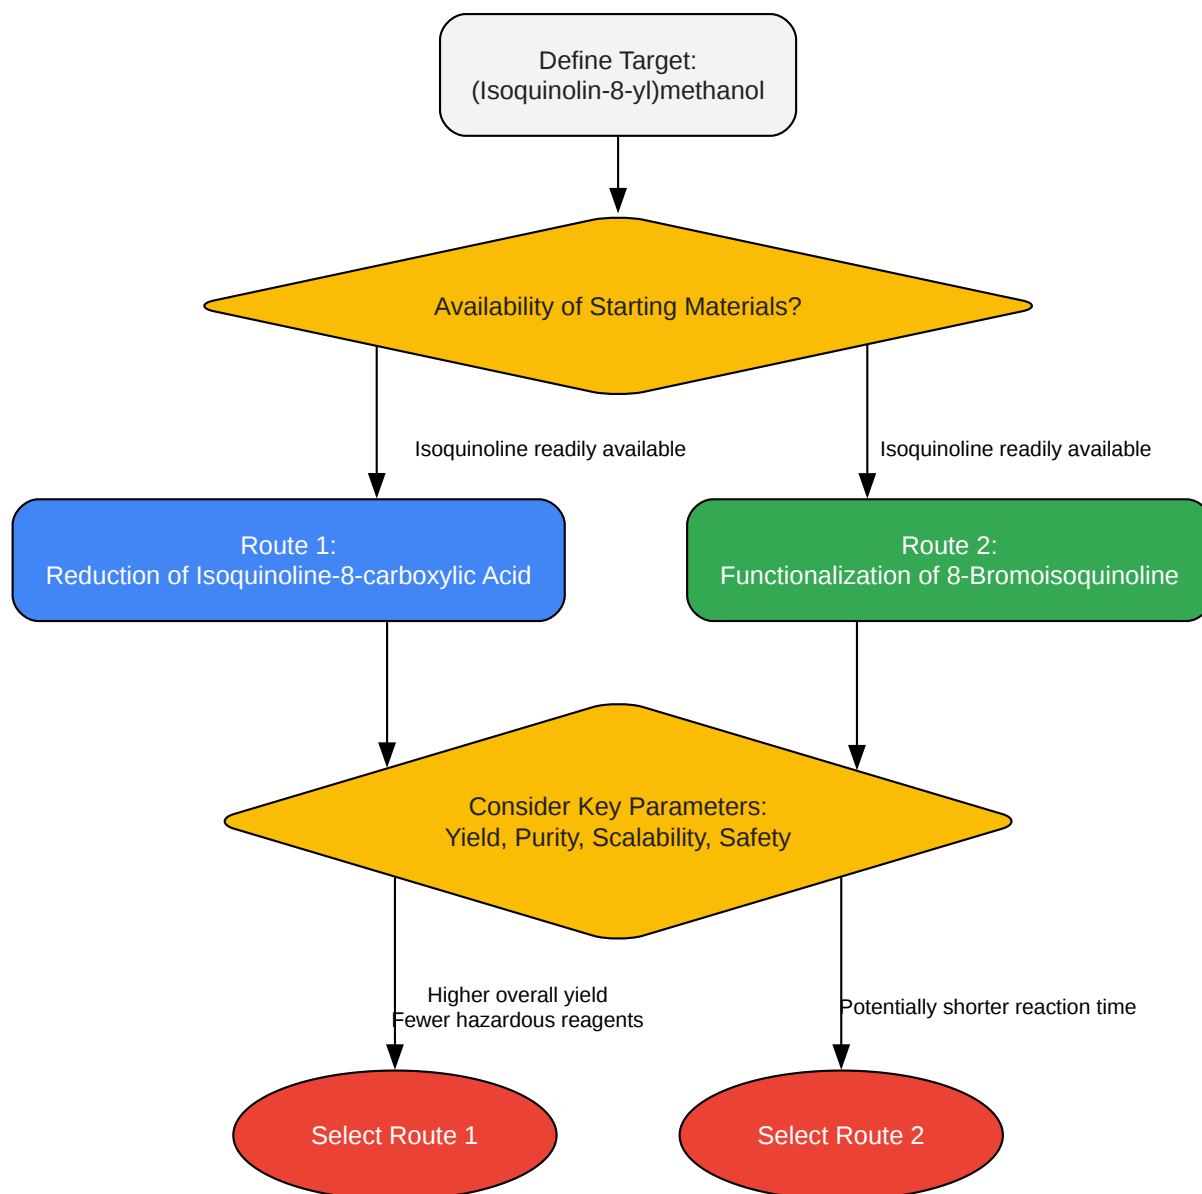 Define Target:
(Isoquinolin-8-yl)methanol
Availability of Starting Materials?
Isoquinoline readily available
Isoquinoline readily available
Route 1:
Reduction of Isoquinoline-8-carboxylic Acid
Route 2:
Functionalization of 8-Bromoisoquinoline
Consider Key Parameters:
Yield, Purity, Scalability, Safety
Higher overall yield
Fewer hazardous reagents
Potentially shorter reaction time
Select Route 1
Select Route 2